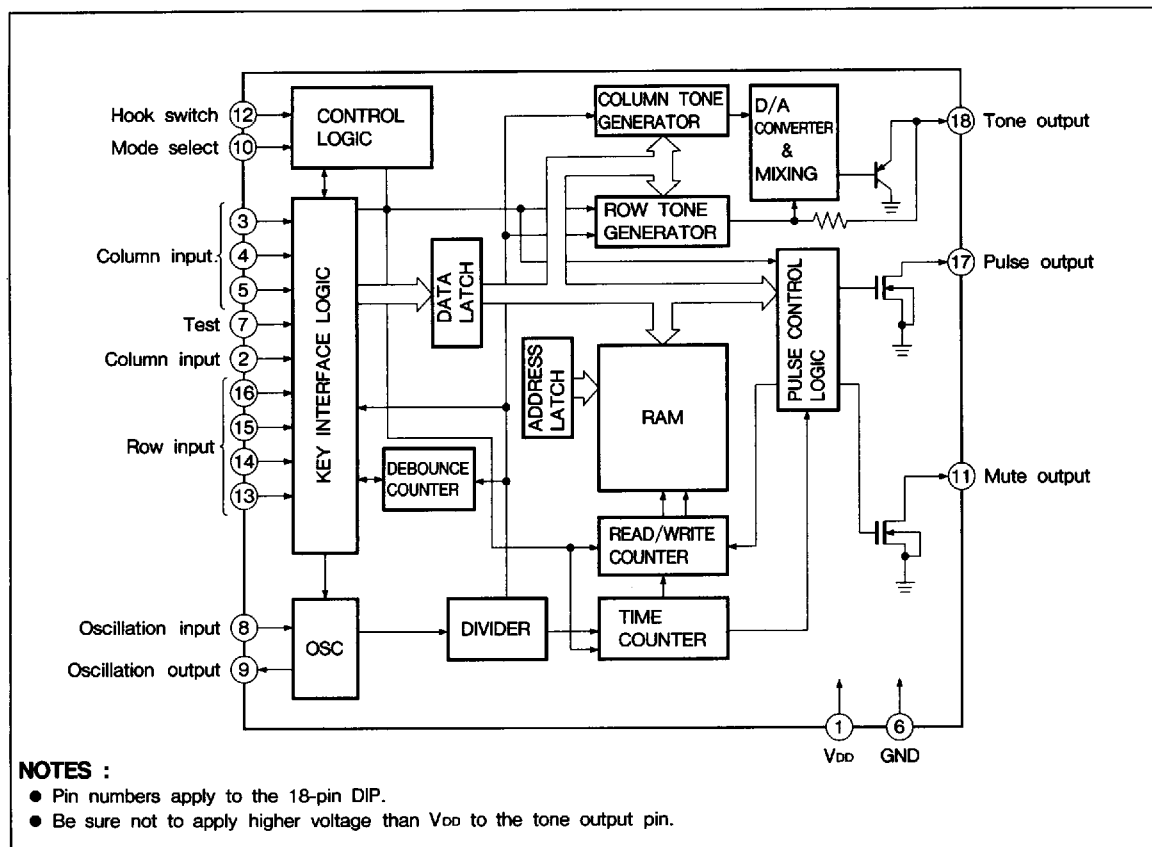 Hook switch
12
Mode select
10
CONTROL
LOGIC
Column input
3
4
5
Test
7
Column input
2
Row input
16
15
14
13
KEY INTERFACE LOGIC
DATA
LATCH
ADDRESS
LATCH
DEBOUNCE
COUNTER
COLUMN TONE
GENERATOR
ROW TONE
GENERATOR
D/A
CONVERTER
&
MIXING
PULSE CONTROL
LOGIC
RAM
READ/WRITE
COUNTER
TIME
COUNTER
DIVIDER
OSC
Oscillation input
8
Oscillation output
9
18
Tone output
17
Pulse output
11
Mute output
1
VDD
6
GND
NOTES :
● Pin numbers apply to the 18-pin DIP.
● Be sure not to apply higher voltage than VDD to the tone output pin.